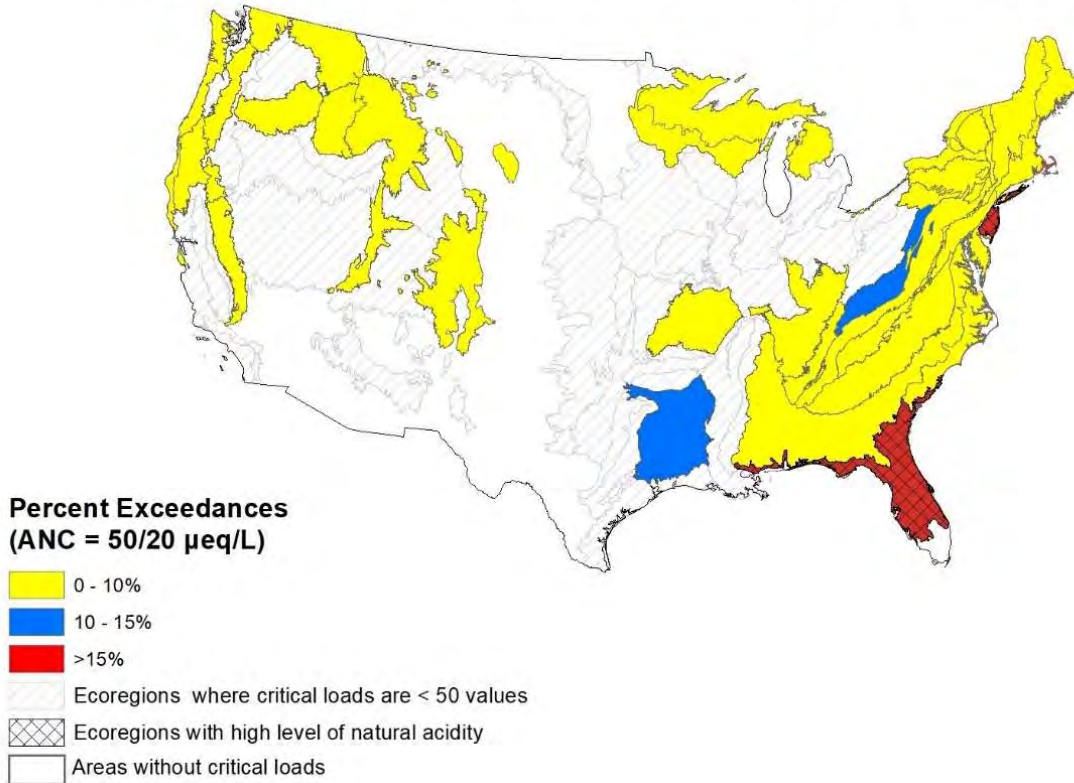 Percent Exceedances
(ANC = 50/20 µeq/L)
0 - 10%
10 - 15%
>15%
Ecoregions where critical loads are < 50 values
Ecoregions with high level of natural acidity
Areas without critical loads